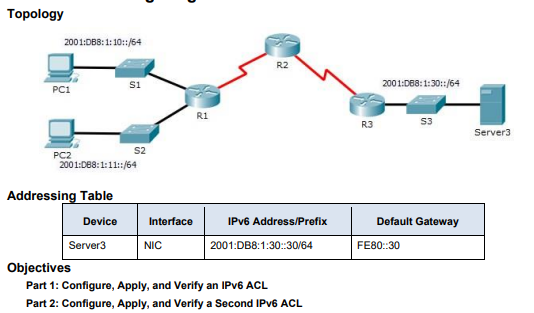 Topology
2001:DB8:1:10::/64
PC1
S1
R1
R2
2001:DB8:1:30::/64
R3
S3
Server3
S2
PC2
2001:DB8:1:11::/64
Addressing Table
Device Interface IPv6 Address/Prefix Default Gateway
Server3 NIC 2001:DB8:1:30::30/64 FE80::30
Objectives
Part 1: Configure, Apply, and Verify an IPv6 ACL
Part 2: Configure, Apply, and Verify a Second IPv6 ACL